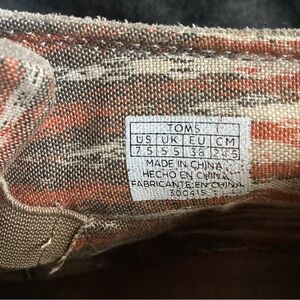 TOMS
US UK EU CM
7.5 5.5 38 24.5
MADE IN CHINA
HECHO EN CHINA
FABRICANTE EN CHINA
300415